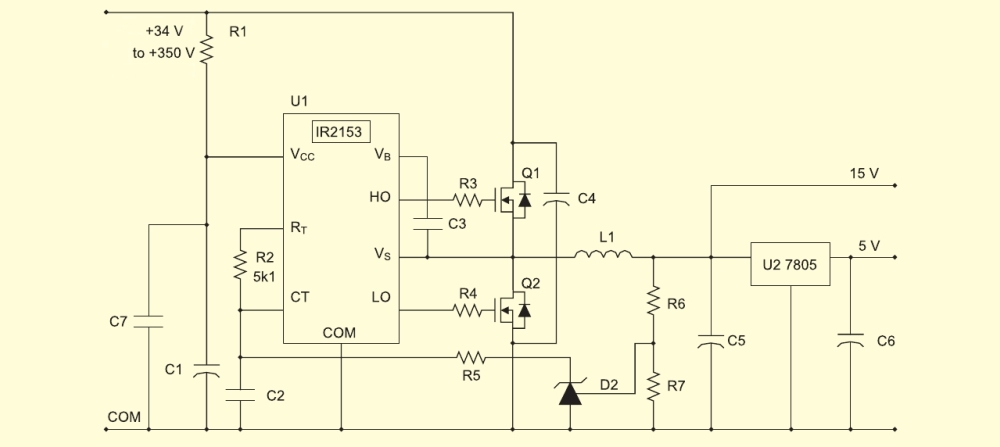 +34 V
to +350 V
R1
U1
IR2153
VCC
VB
HO
RT
VS
CT
LO
COM
R2
5k1
R3
C3
R4
Q1
C4
Q2
L1
15 V
5 V
U2 7805
R6
C5
C6
C7
C1
C2
R5
D2
R7
COM